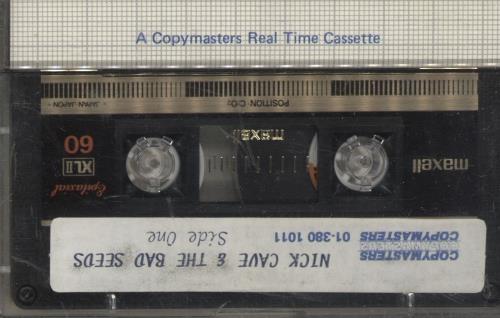 A Copymasters Real Time Cassette
NICK CAVE & THE BAD SEEDS
Side One
COPYMASTERS
COPYMASTERS
01-380 1011
maxell
Epitaxial
XLII
60
maxell
POSITION·CrO₂
JAPAN·JAPON